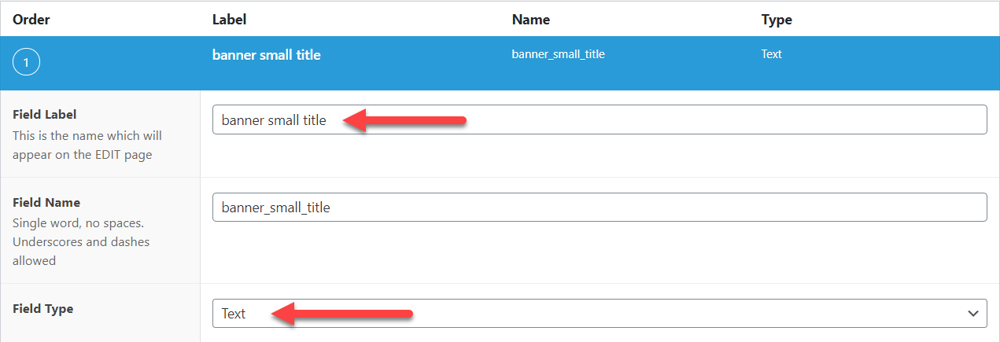 Order Label Name Type
1 banner small title banner_small_title Text
Field Label
This is the name which will
appear on the EDIT page
banner small title
Field Name
Single word, no spaces.
Underscores and dashes
allowed
banner_small_title
Field Type
Text